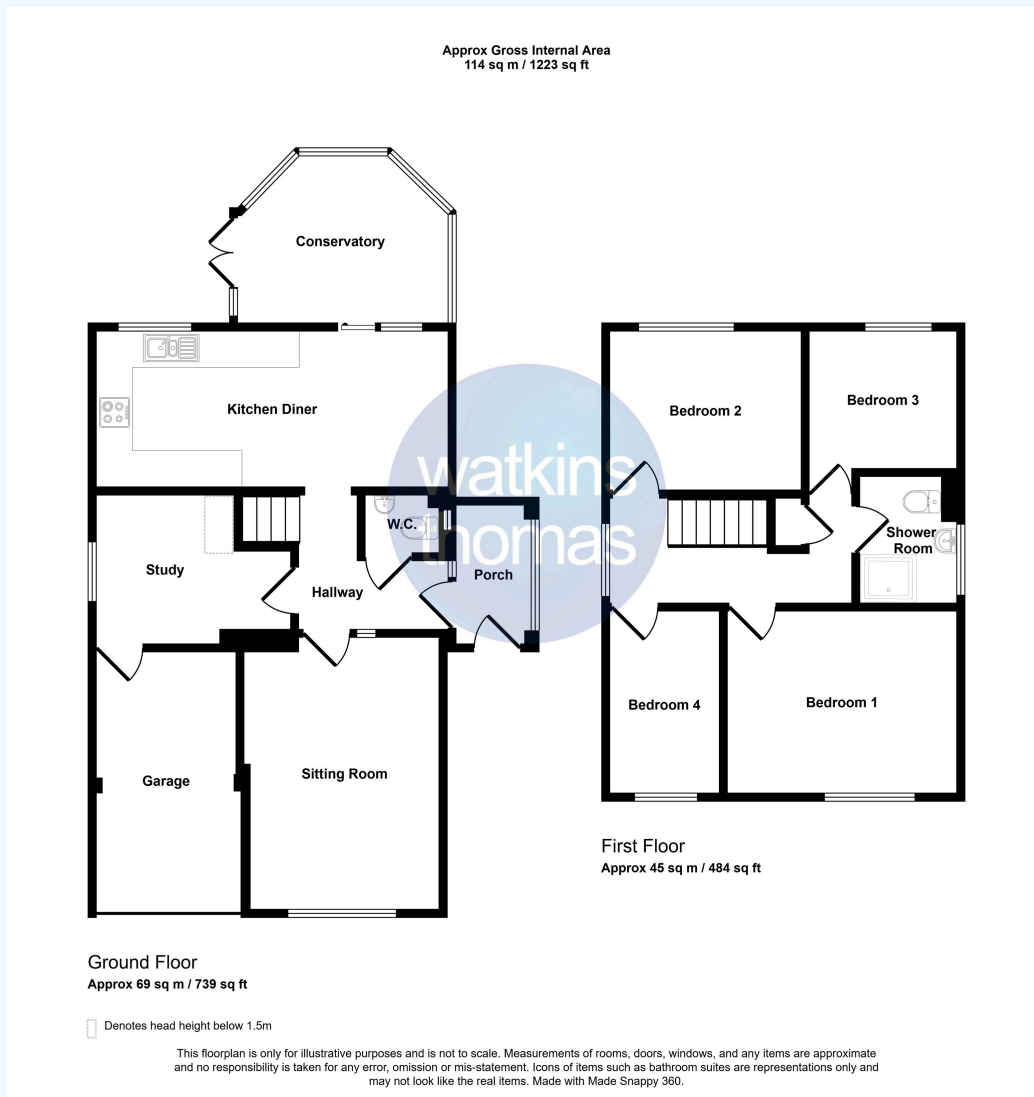 Approx Gross Internal Area
114 sq m / 1223 sq ft
Conservatory
Kitchen Diner
W.C.
Study
Hallway
Porch
Sitting Room
Garage
Bedroom 2
Bedroom 3
Shower
Room
Bedroom 4
Bedroom 1
watkins
thomas
First Floor
Approx 45 sq m / 484 sq ft
Ground Floor
Approx 69 sq m / 739 sq ft
Denotes head height below 1.5m
This floorplan is only for illustrative purposes and is not to scale. Measurements of rooms, doors, windows, and any items are approximate
and no responsibility is taken for any error, omission or mis-statement. Icons of items such as bathroom suites are representations only and
may not look like the real items. Made with Made Snappy 360.